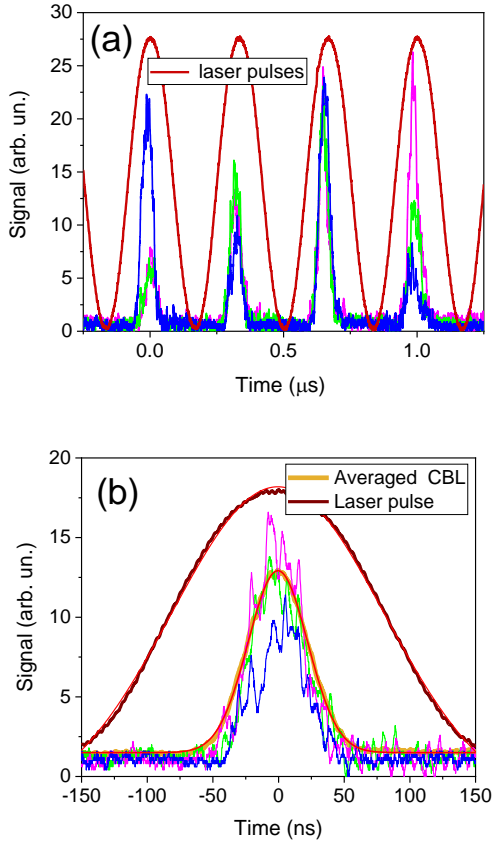 (a)
laser pulses
30
25
20
15
10
5
0
Signal (arb. un.)
0.0 0.5 1.0
Time (μs)
(b)
Averaged CBL
Laser pulse
20
15
10
5
0
Signal (arb. un.)
-150 -100 -50 0 50 100 150
Time (ns)